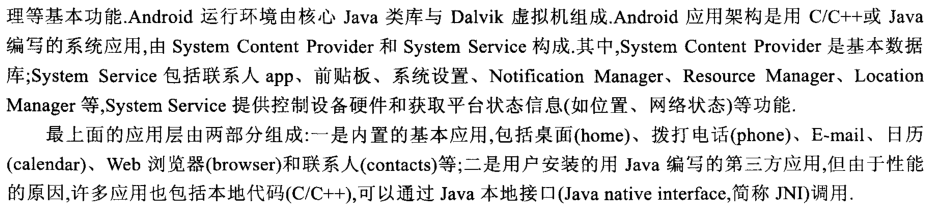 理等基本功能.Android 运行环境由核心 Java 类库与 Dalvik 虚拟机组成.Android 应用架构是用 C/C++或 Java
编写的系统应用,由 System Content Provider 和 System Service 构成.其中,System Content Provider 是基本数据
库;System Service 包括联系人 app、前贴板、系统设置、Notification Manager、Resource Manager、Location
Manager 等,System Service 提供控制设备硬件和获取平台状态信息(如位置、网络状态)等功能.
最上面的应用层由两部分组成:一是内置的基本应用,包括桌面(home)、拨打电话(phone)、E-mail、日历
(calendar)、Web 浏览器(browser)和联系人(contacts)等;二是用户安装的用 Java 编写的第三方应用,但由于性能
的原因,许多应用也包括本地代码(C/C++),可以通过 Java 本地接口(Java native interface,简称 JNI)调用.